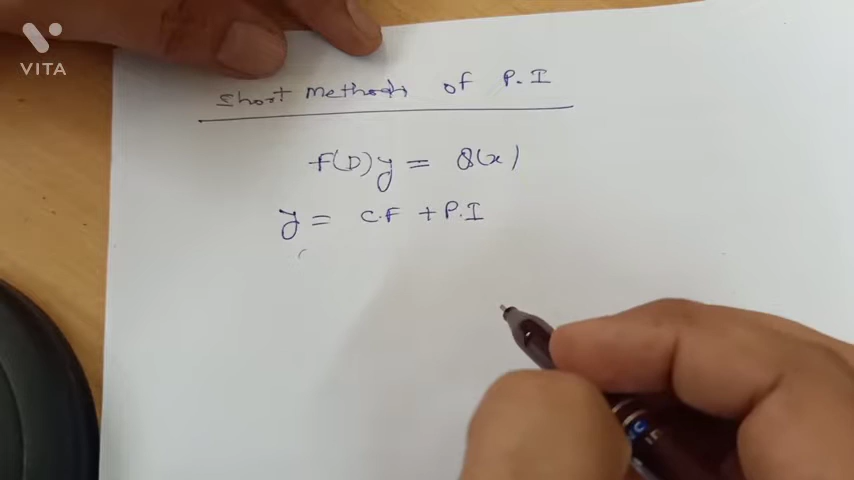 VITA
Short Methods of P.I
f(D)y = Q(x)
y = C.F + P.I